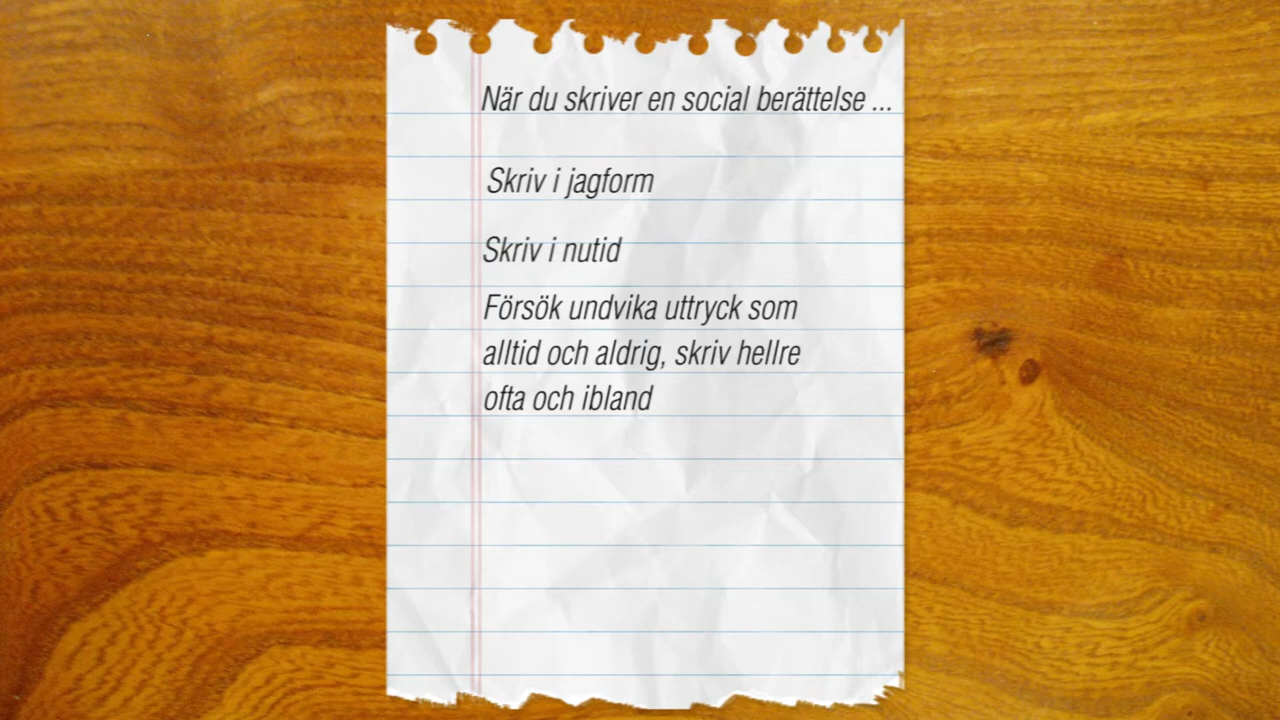 När du skriver en social berättelse ...
Skriv i jagform
Skriv i nutid
Försök undvika uttryck som
alltid och aldrig, skriv hellre
ofta och ibland